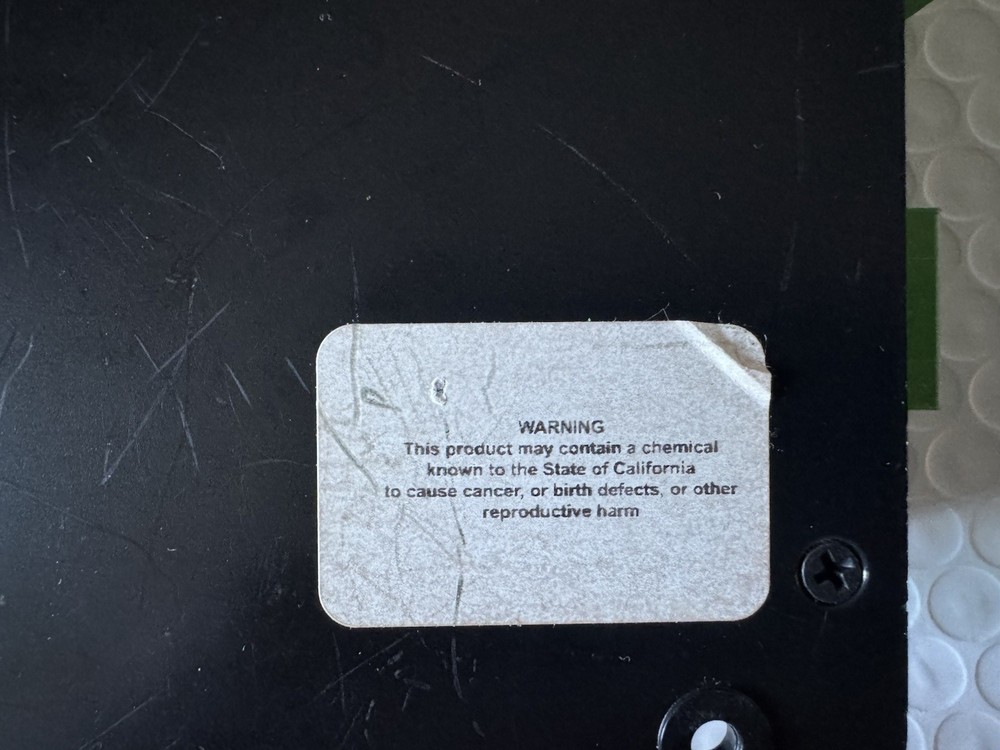 WARNING
This product may contain a chemical
known to the State of California
to cause cancer, or birth defects, or other
reproductive harm